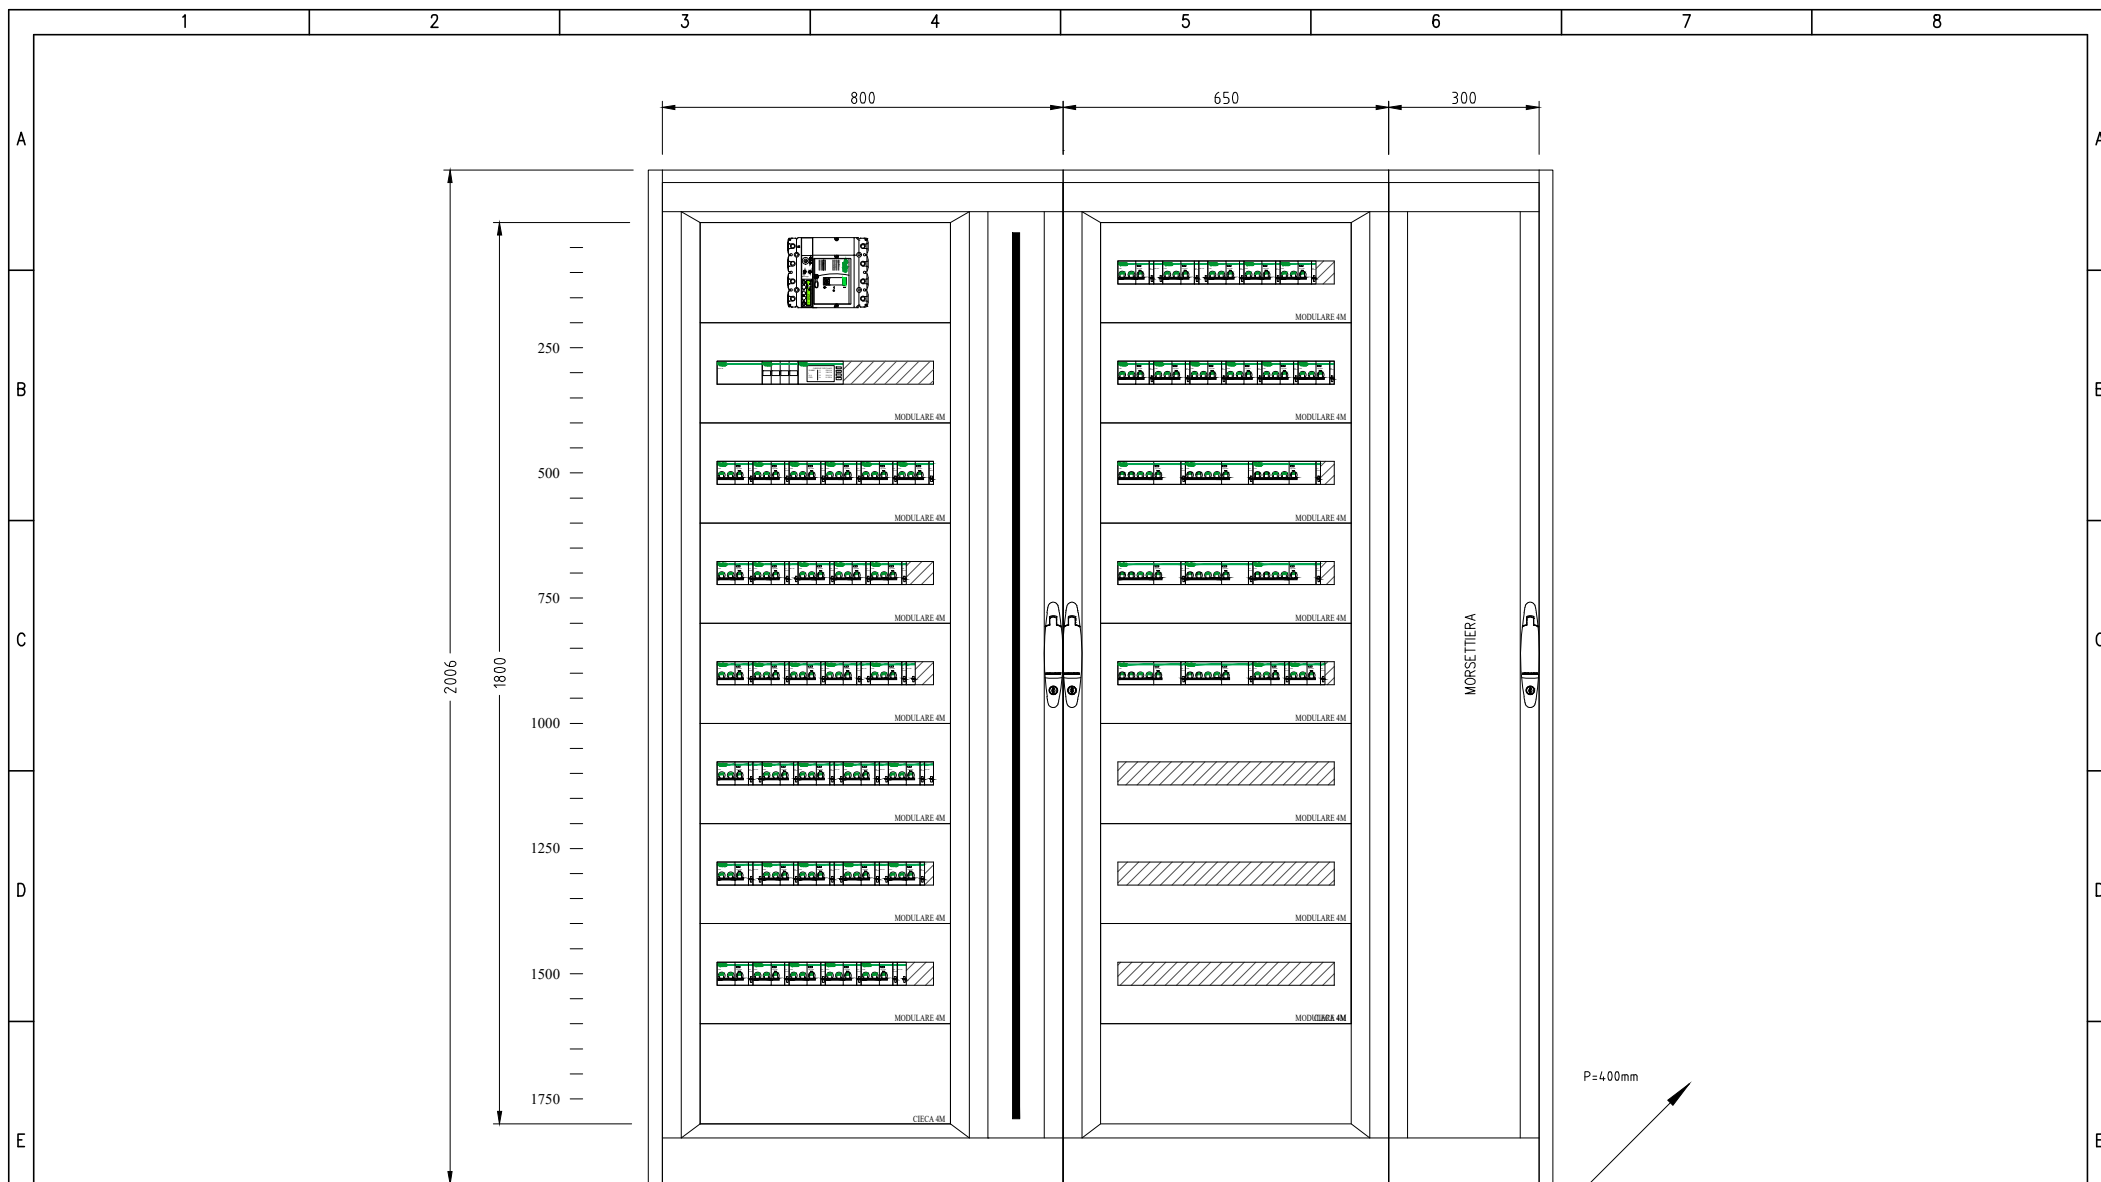 1 2 3 4 5 6 7 8
800 650 300
A A
MODULARE 4M
250
B
MODULARE 4M MODULARE 4M
500
MODULARE 4M MODULARE 4M
750
MODULARE 4M MODULARE 4M
C
2006
1800
MORSETTIERA
MODULARE 4M MODULARE 4M
1000
MODULARE 4M MODULARE 4M
1250
D
MODULARE 4M MODULARE 4M
1500
MODULARE 4M
P=400mm
1750
CIECA 4M
E